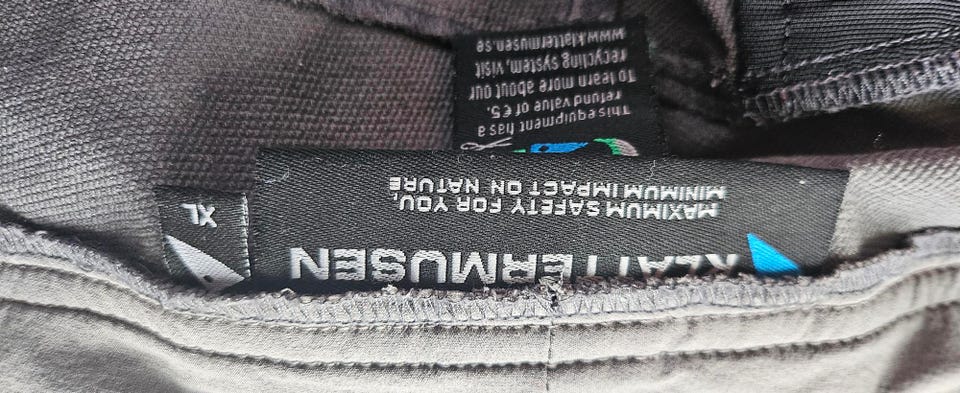 KLATTERMUSEN
MAXIMUM SAFETY FOR YOU,
MINIMUM IMPACT ON NATURE
XL
This equipment has a
refund value of €5.
To learn more about our
recycling system, visit
www.klattermusen.se